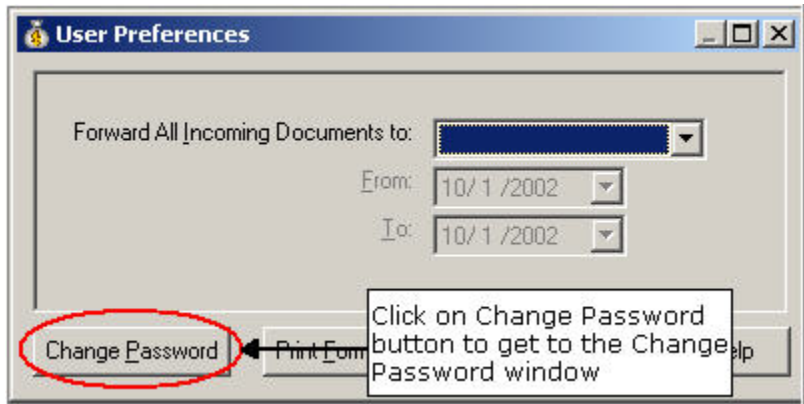 User Preferences
Forward All Incoming Documents to:
From: 10/ 1 /2002
To: 10/ 1 /2002
Click on Change Password
button to get to the Change
Password window
Change Password Print